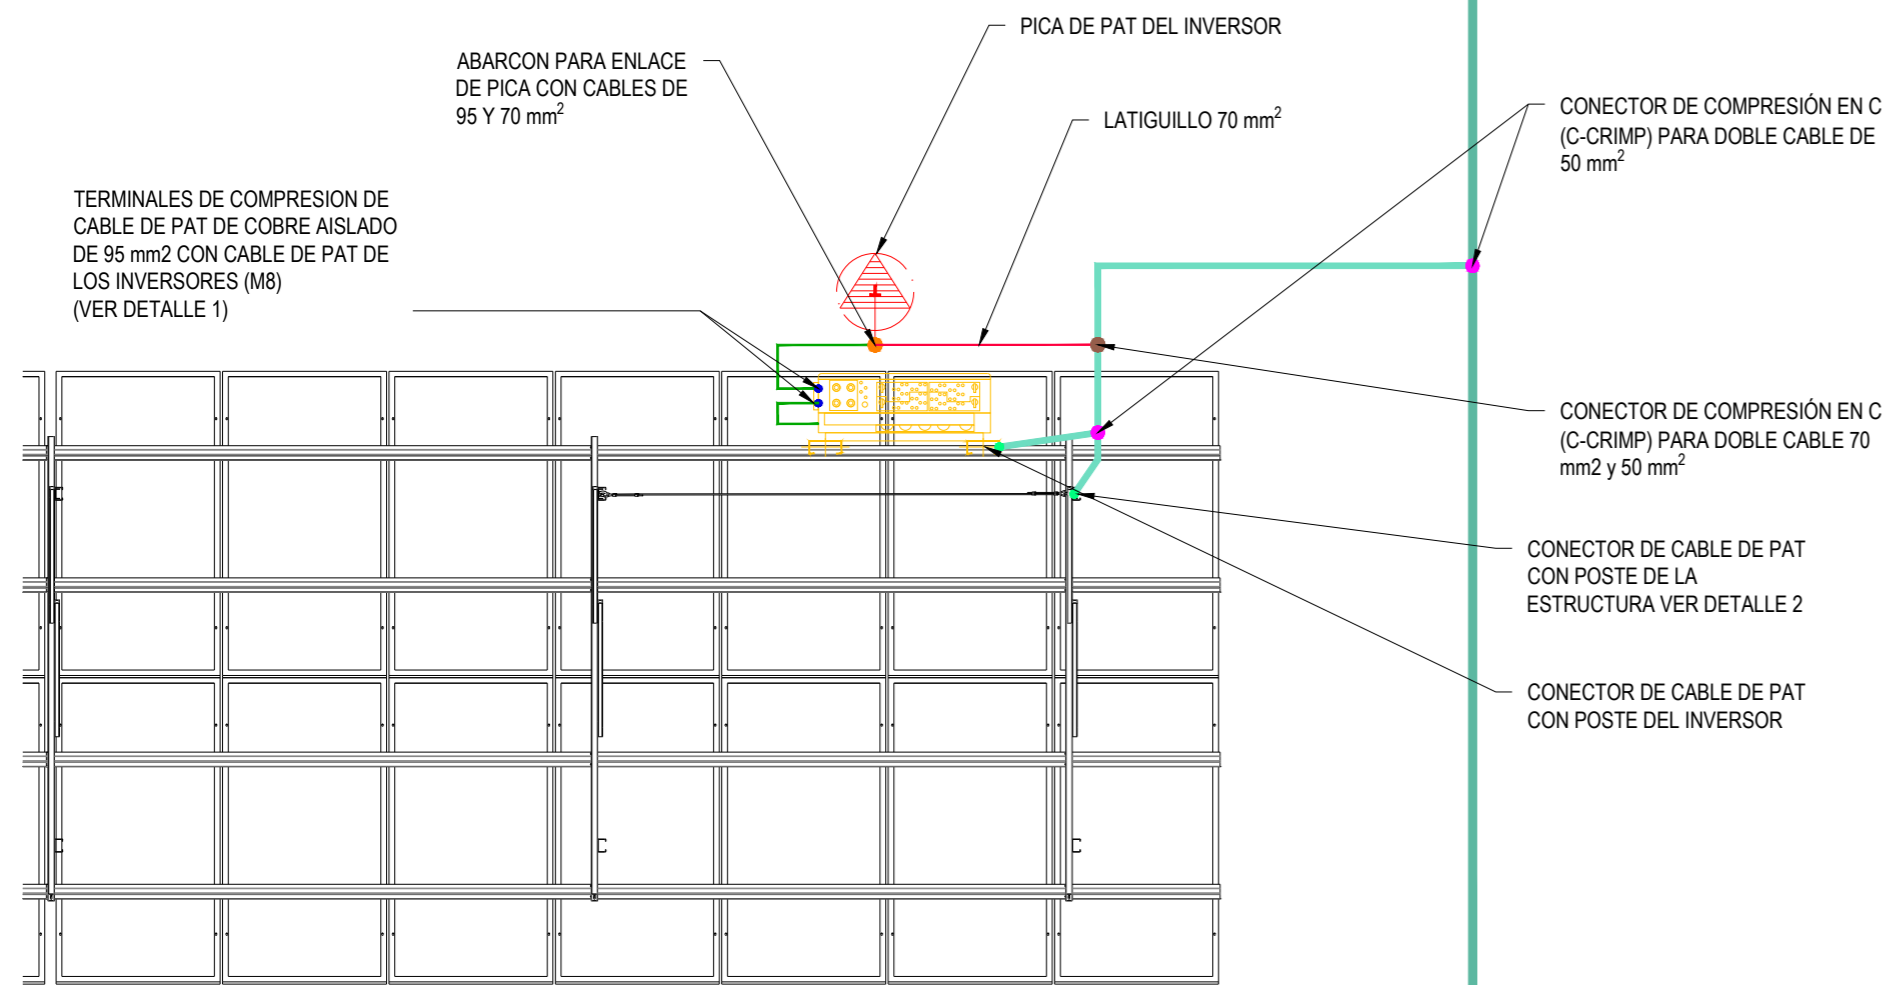 PICA DE PAT DEL INVERSOR
ABARCON PARA ENLACE
DE PICA CON CABLES DE
95 Y 70 mm²
LATIGUILLO 70 mm²
CONECTOR DE COMPRESIÓN EN C
(C-CRIMP) PARA DOBLE CABLE DE
50 mm²
TERMINALES DE COMPRESION DE
CABLE DE PAT DE COBRE AISLADO
DE 95 mm2 CON CABLE DE PAT DE
LOS INVERSORES (M8)
(VER DETALLE 1)
CONECTOR DE COMPRESIÓN EN C
(C-CRIMP) PARA DOBLE CABLE 70
mm2 y 50 mm²
CONECTOR DE CABLE DE PAT
CON POSTE DE LA
ESTRUCTURA VER DETALLE 2
CONECTOR DE CABLE DE PAT
CON POSTE DEL INVERSOR